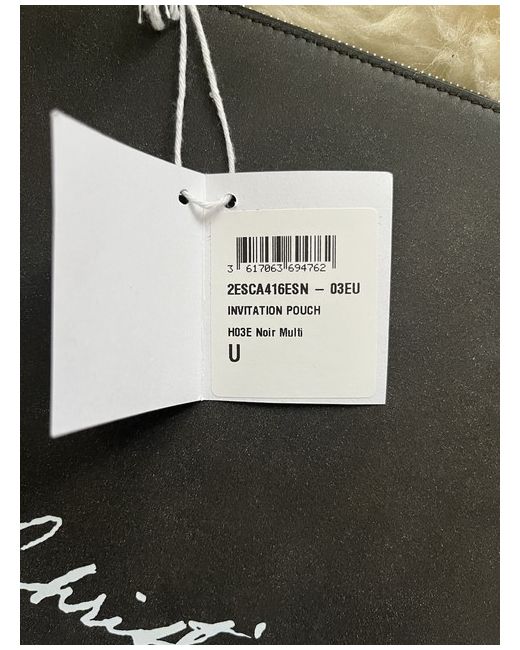 3 617063 694762
2ESCA416ESN – 03EU
INVITATION POUCH
H03E Noir Multi
U